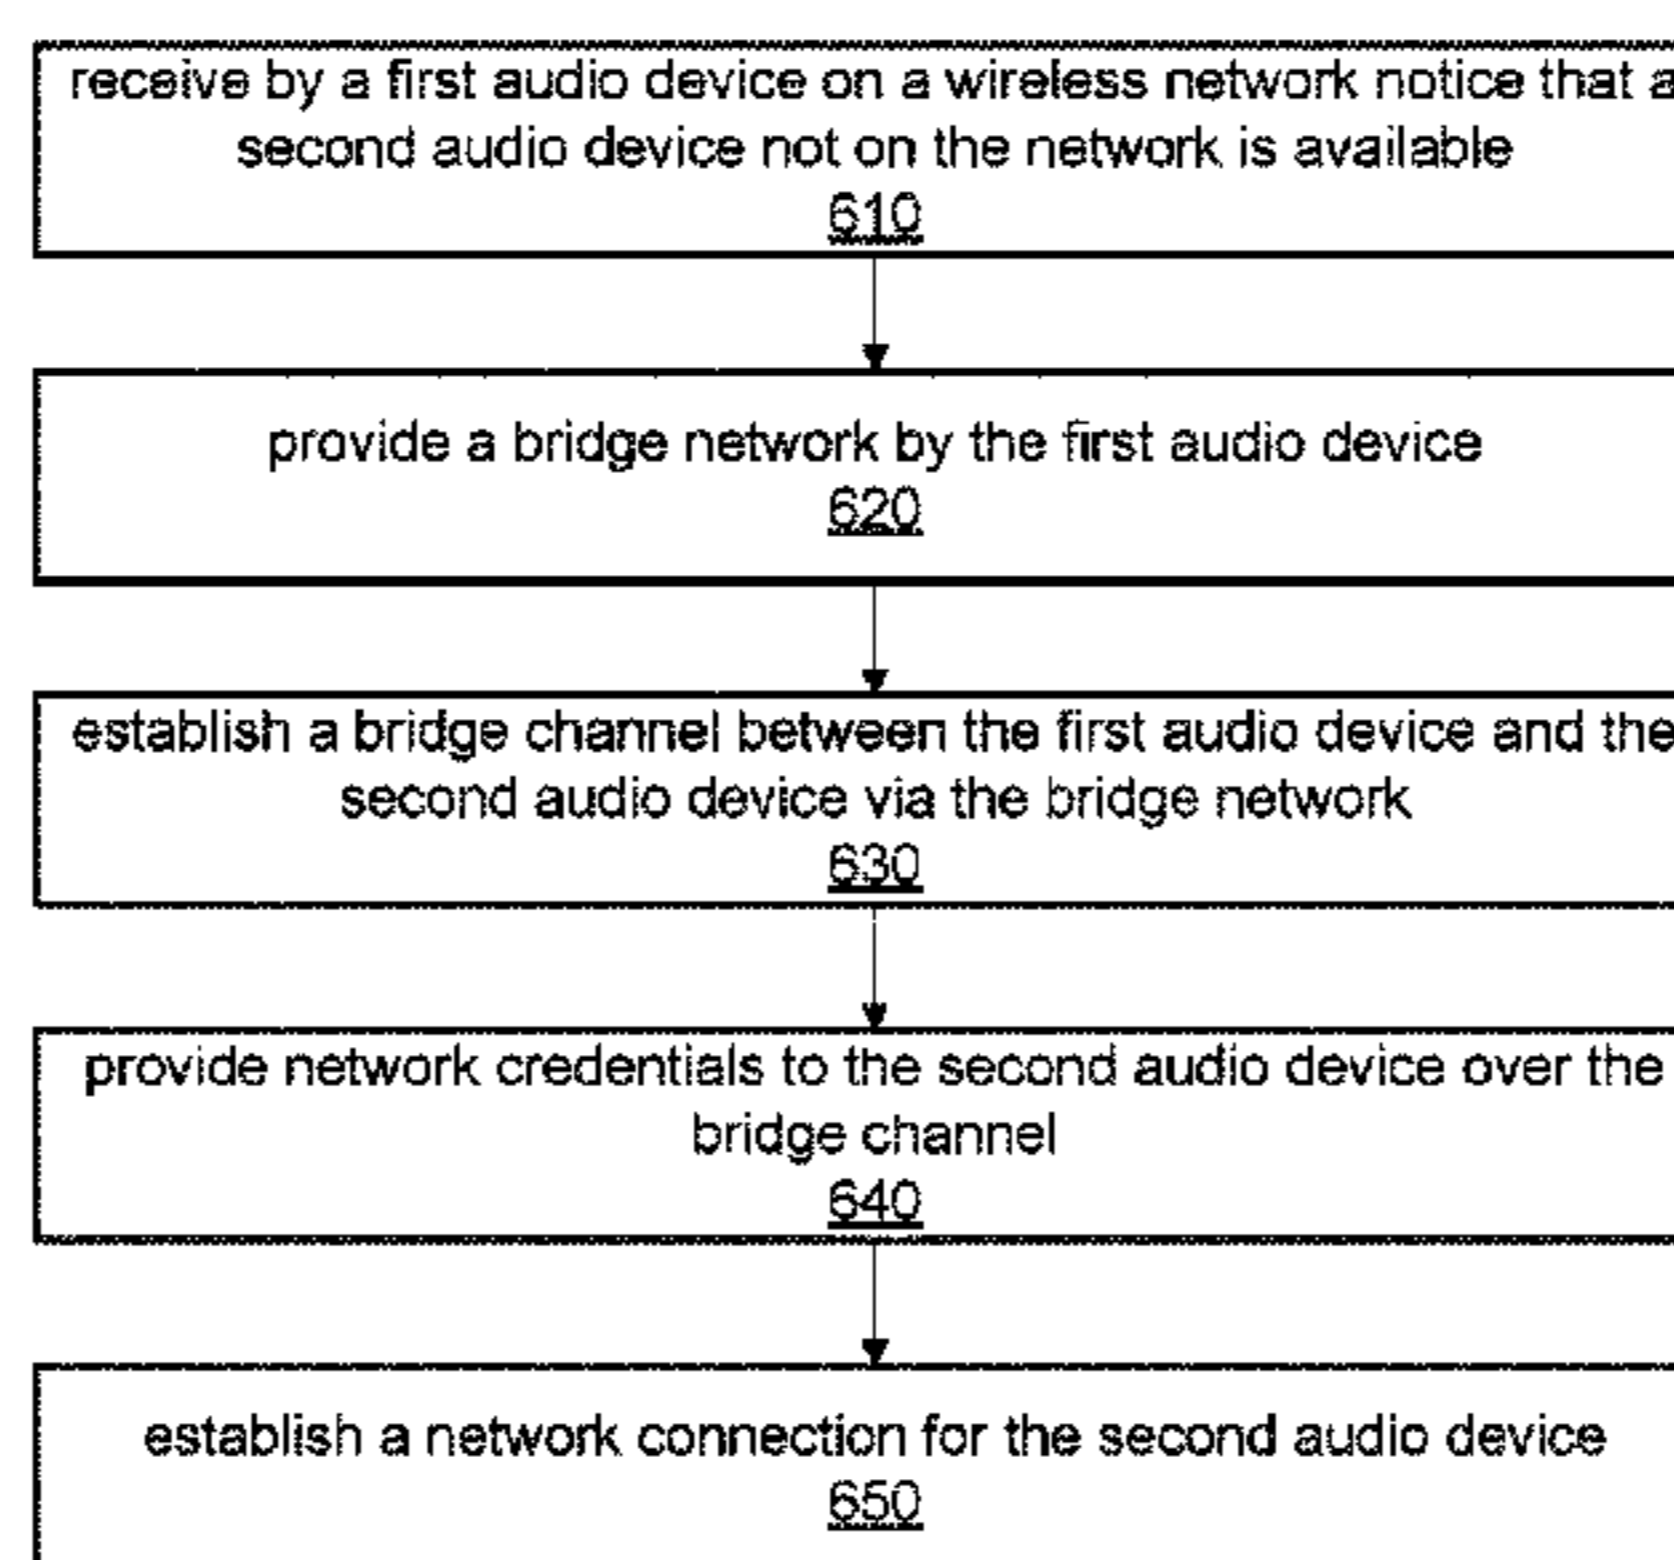 receive by a first audio device on a wireless network notice that a
second audio device not on the network is available
610
provide a bridge network by the first audio device
620
establish a bridge channel between the first audio device and the
second audio device via the bridge network
630
provide network credentials to the second audio device over the
bridge channel
640
establish a network connection for the second audio device
650